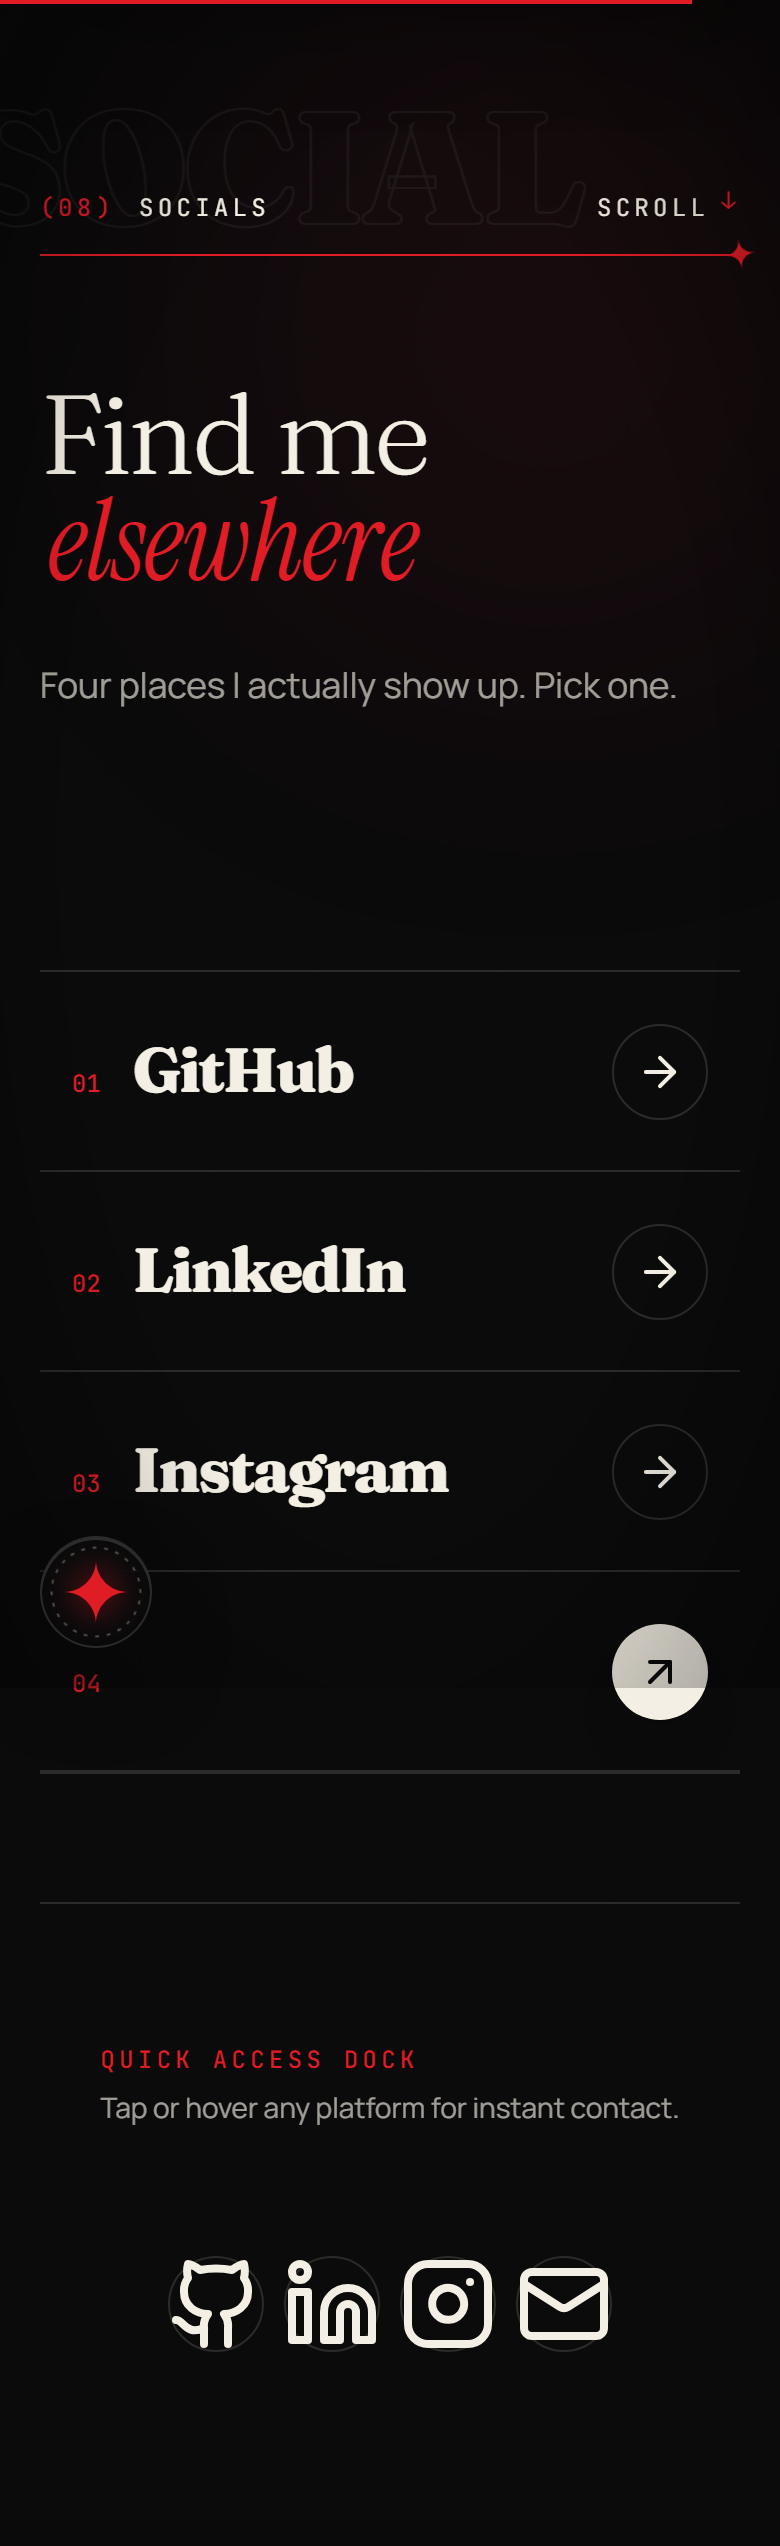 SOCIAL
(08) SOCIALS SCROLL ↓
Find me
elsewhere
Four places I actually show up. Pick one.
01 GitHub
02 LinkedIn
03 Instagram
04
QUICK ACCESS DOCK
Tap or hover any platform for instant contact.